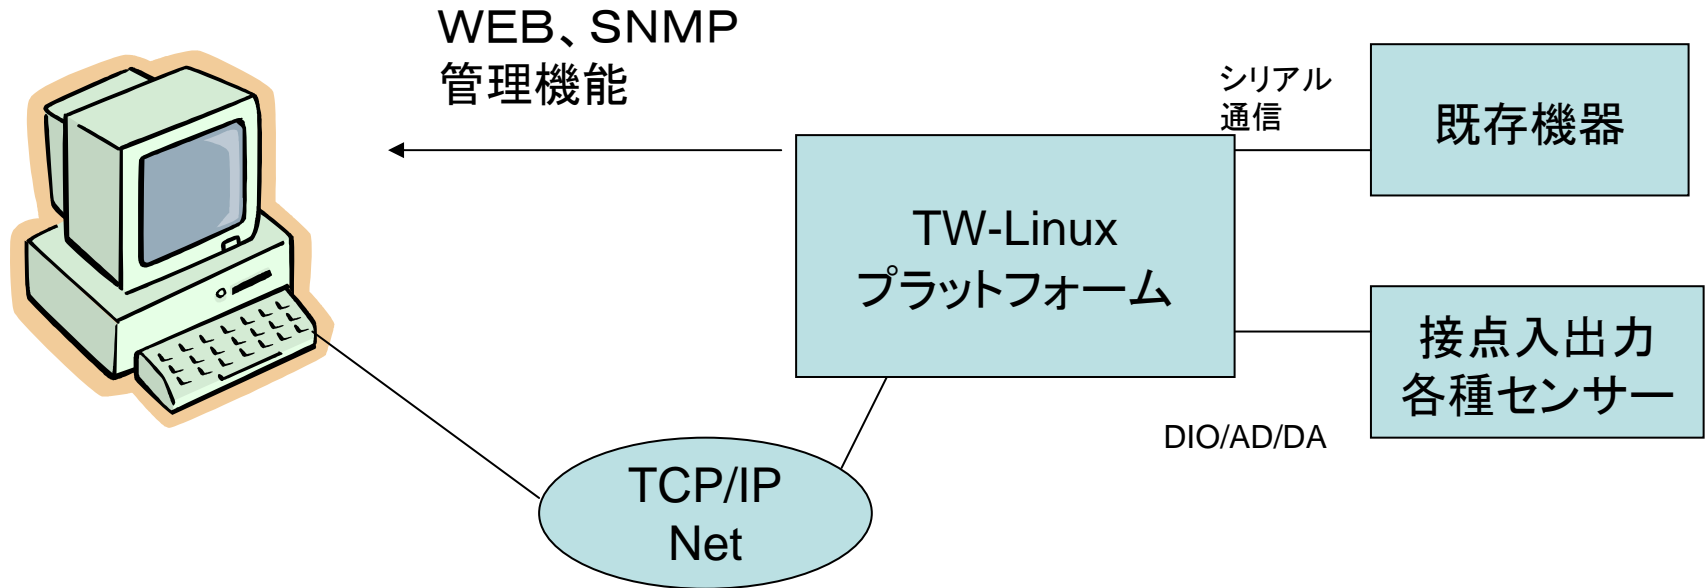 WEB、SNMP
管理機能
シリアル
通信
既存機器
TW-Linux
プラットフォーム
接点入出力
各種センサー
DIO/AD/DA
TCP/IP
Net